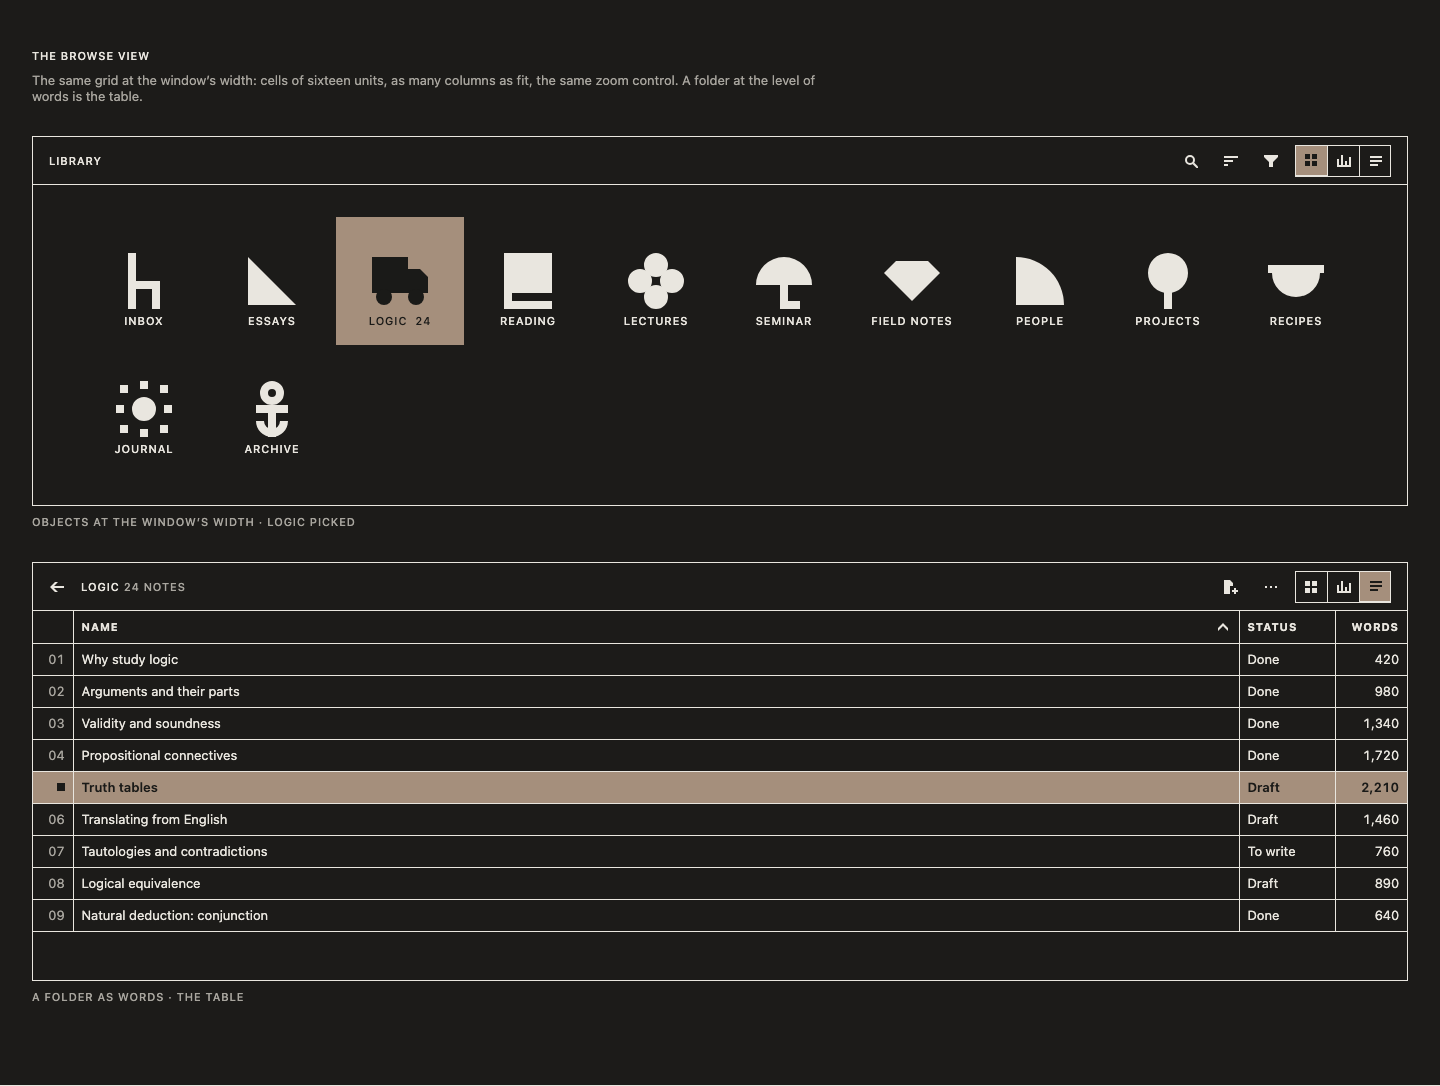 THE BROWSE VIEW
The same grid at the window’s width: cells of sixteen units, as many columns as fit, the same zoom control. A folder at the level of
words is the table.
LIBRARY
INBOX
ESSAYS
LOGIC 24
READING
LECTURES
SEMINAR
FIELD NOTES
PEOPLE
PROJECTS
RECIPES
JOURNAL
ARCHIVE
OBJECTS AT THE WINDOW’S WIDTH · LOGIC PICKED
LOGIC 24 NOTES
NAME STATUS WORDS
01 Why study logic Done 420
02 Arguments and their parts Done 980
03 Validity and soundness Done 1,340
04 Propositional connectives Done 1,720
Truth tables Draft 2,210
06 Translating from English Draft 1,460
07 Tautologies and contradictions To write 760
08 Logical equivalence Draft 890
09 Natural deduction: conjunction Done 640
A FOLDER AS WORDS · THE TABLE